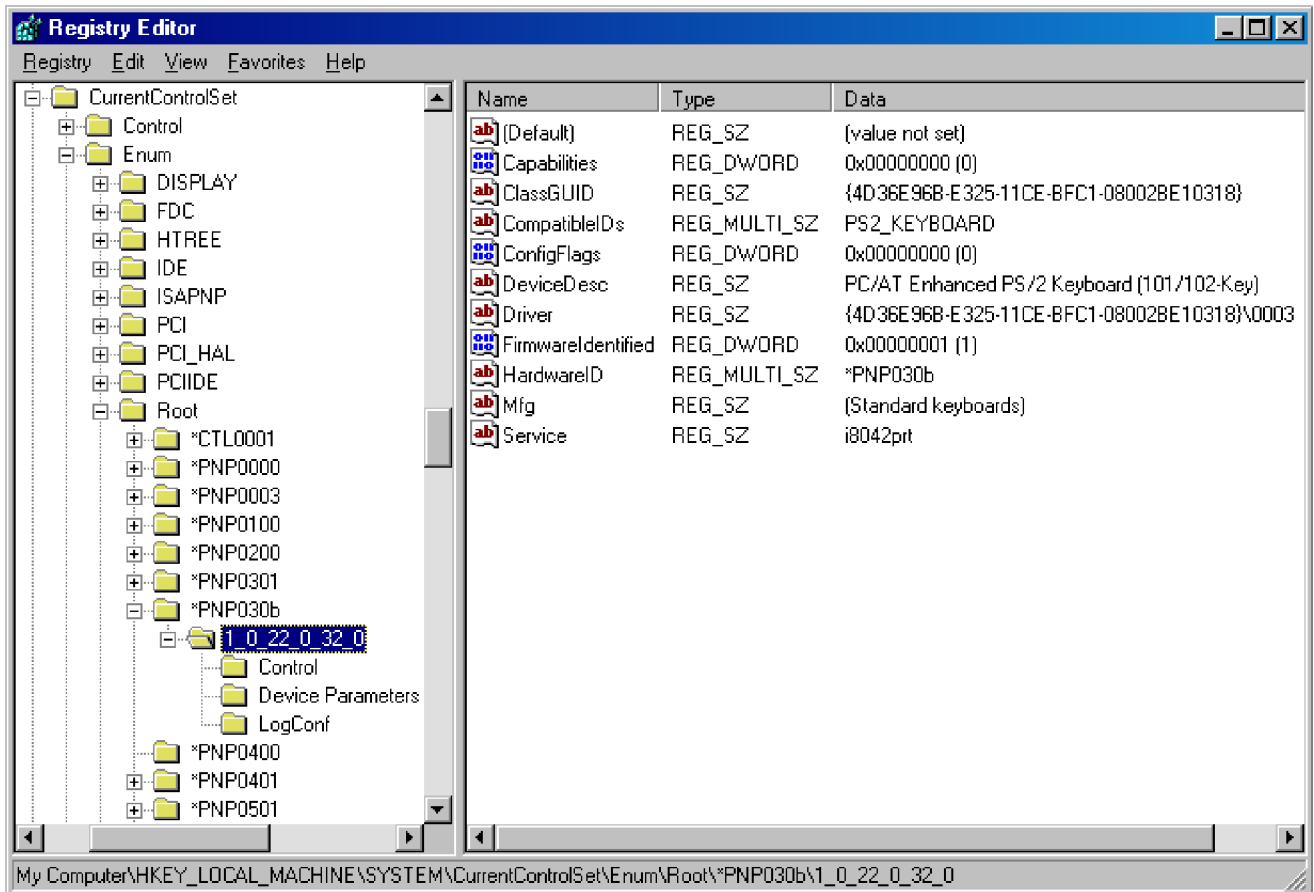 Registry Editor
Registry Edit View Favorites Help
CurrentControlSet
Control
Enum
DISPLAY
FDC
HTREE
IDE
ISAPNP
PCI
PCI_HAL
PCIIDE
Root
*CTL0001
*PNP0000
*PNP0003
*PNP0100
*PNP0200
*PNP0301
*PNP030b
1_0_22_0_32_0
Control
Device Parameters
LogConf
*PNP0400
*PNP0401
*PNP0501
Name Type Data
(Default) REG_SZ (value not set)
Capabilities REG_DWORD 0x00000000 (0)
ClassGUID REG_SZ {4D36E96B-E325-11CE-BFC1-08002BE10318}
CompatibleIDs REG_MULTI_SZ PS2_KEYBOARD
ConfigFlags REG_DWORD 0x00000000 (0)
DeviceDesc REG_SZ PC/AT Enhanced PS/2 Keyboard (101/102-Key)
Driver REG_SZ {4D36E96B-E325-11CE-BFC1-08002BE10318}\0003
FirmwareIdentified REG_DWORD 0x00000001 (1)
HardwareID REG_MULTI_SZ *PNP030b
Mfg REG_SZ (Standard keyboards)
Service REG_SZ i8042prt
My Computer\HKEY_LOCAL_MACHINE\SYSTEM\CurrentControlSet\Enum\Root\*PNP030b\1_0_22_0_32_0